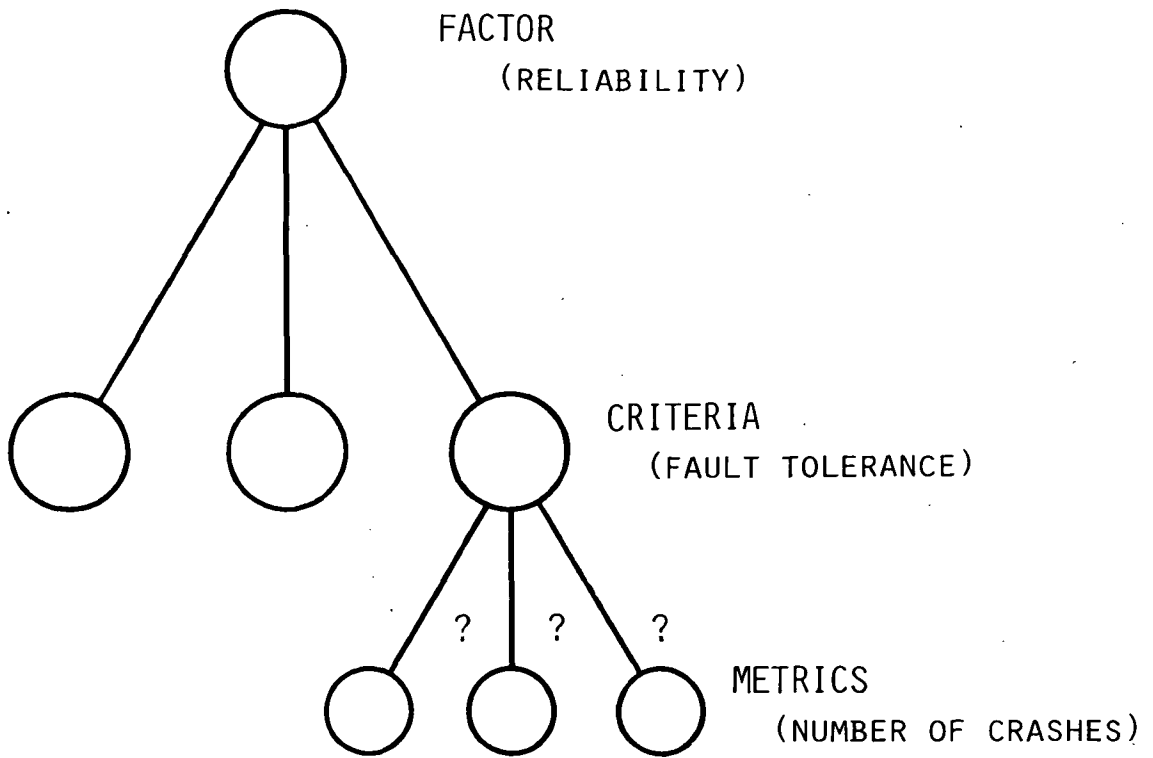 FACTOR
(RELIABILITY)
CRITERIA
(FAULT TOLERANCE)
? ? ?
METRICS
(NUMBER OF CRASHES)